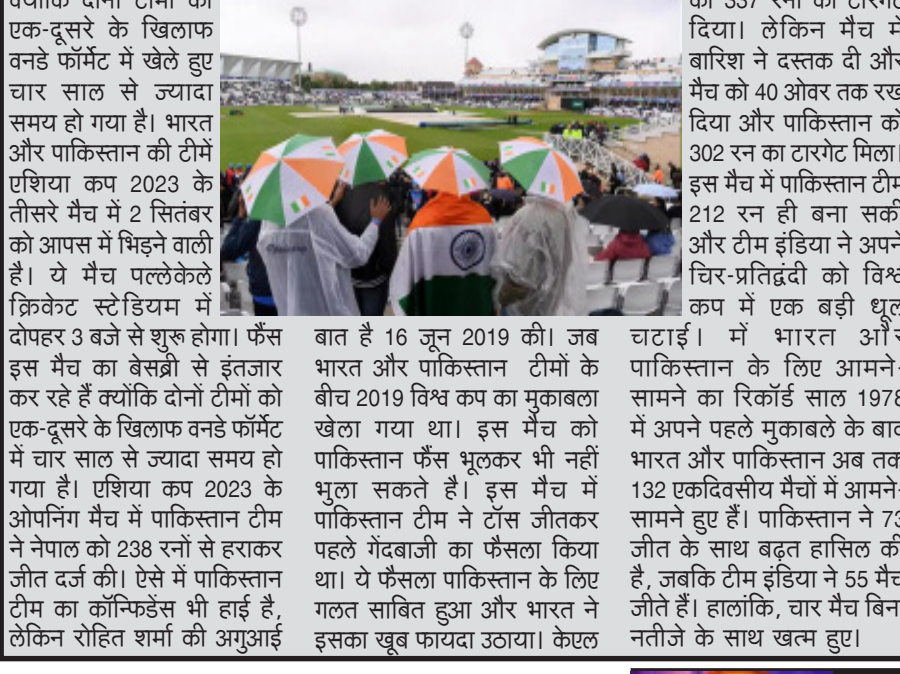 क्योंकि दोनों टीमों को
एक-दूसरे के खिलाफ
वनडे फॉर्मेट में खेले हुए
चार साल से ज्यादा
समय हो गया है। भारत
और पाकिस्तान की टीमें
एशिया कप 2023 के
तीसरे मैच में 2 सितंबर
को आपस में भिड़ने वाली
है। ये मैच पल्लेकेले
क्रिकेट स्टेडियम में
दोपहर 3 बजे से शुरू होगा। फैंस
इस मैच का बेसब्री से इंतजार
कर रहे हैं क्योंकि दोनों टीमों को
एक-दूसरे के खिलाफ वनडे फॉर्मेट
में चार साल से ज्यादा समय हो
गया है। एशिया कप 2023 के
ओपनिंग मैच में पाकिस्तान टीम
ने नेपाल को 238 रनों से हराकर
जीत दर्ज की। ऐसे में पाकिस्तान
टीम का कॉन्फिडेंस भी हाई है,
लेकिन रोहित शर्मा की अगुआई
बात है 16 जून 2019 की। जब
भारत और पाकिस्तान टीमों के
बीच 2019 विश्व कप का मुकाबला
खेला गया था। इस मैच को
पाकिस्तान फैंस भूलकर भी नहीं
भुला सकते है। इस मैच में
पाकिस्तान टीम ने टॉस जीतकर
पहले गेंदबाजी का फैसला किया
था। ये फैसला पाकिस्तान के लिए
गलत साबित हुआ और भारत ने
इसका खूब फायदा उठाया। केएल
को 337 रनों का टारगेट
दिया। लेकिन मैच में
बारिश ने दस्तक दी और
मैच को 40 ओवर तक रख
दिया और पाकिस्तान को
302 रन का टारगेट मिला।
इस मैच में पाकिस्तान टीम
212 रन ही बना सकी
और टीम इंडिया ने अपने
चिर-प्रतिद्वंदी को विश्व
कप में एक बड़ी धूल
चटाई। में भारत और
पाकिस्तान के लिए आमने-
सामने का रिकॉर्ड साल 1978
में अपने पहले मुकाबले के बाद
भारत और पाकिस्तान अब तक
132 एकदिवसीय मैचों में आमने-
सामने हुए हैं। पाकिस्तान ने 73
जीत के साथ बढ़त हासिल की
है, जबकि टीम इंडिया ने 55 मैच
जीते हैं। हालांकि, चार मैच बिना
नतीजे के साथ खत्म हुए।